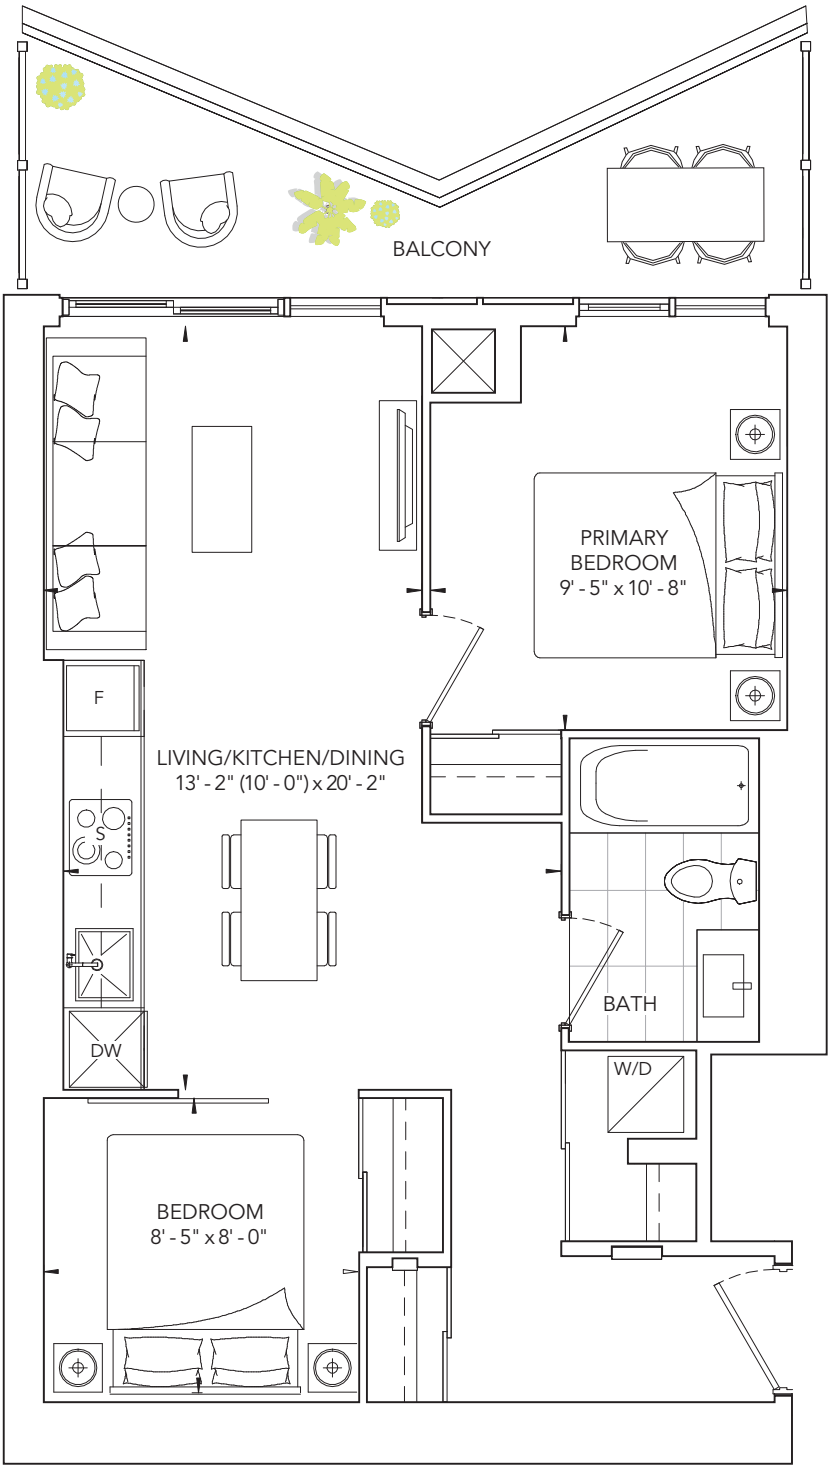 BALCONY
PRIMARY
BEDROOM
9' - 5" x 10' - 8"
F
LIVING/KITCHEN/DINING
13' - 2" (10' - 0") x 20' - 2"
S
BATH
DW
W/D
BEDROOM
8' - 5" x 8' - 0"